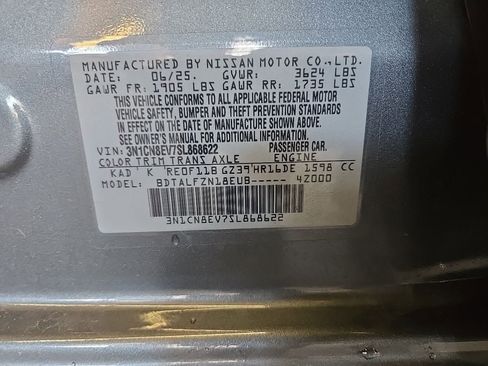 MANUFACTURED BY NISSAN MOTOR CO., LTD.
DATE: 06/25. GVWR: 3624 LBS
GAWR FR: 1905 LBS GAWR RR: 1735 LBS
THIS VEHICLE CONFORMS TO ALL APPLICABLE FEDERAL MOTOR
VEHICLE SAFETY, BUMPER AND THEFT PREVENTION STANDARDS
IN EFFECT ON THE DATE OF MANUFACTURE SHOWN ABOVE.
SEE OWNER'S MANUAL FOR ADDITIONAL INFORMATION.
VIN: 3N1CN8EV7SL868622 PASSENGER CAR.
COLOR TRIM TRANS AXLE ENGINE
KAD K RE0F11B GZ39 HR16DE 1598 CC
MODEL: BDTALFZN18EUB----- 4Z000
3N1CN8EV7SL868622